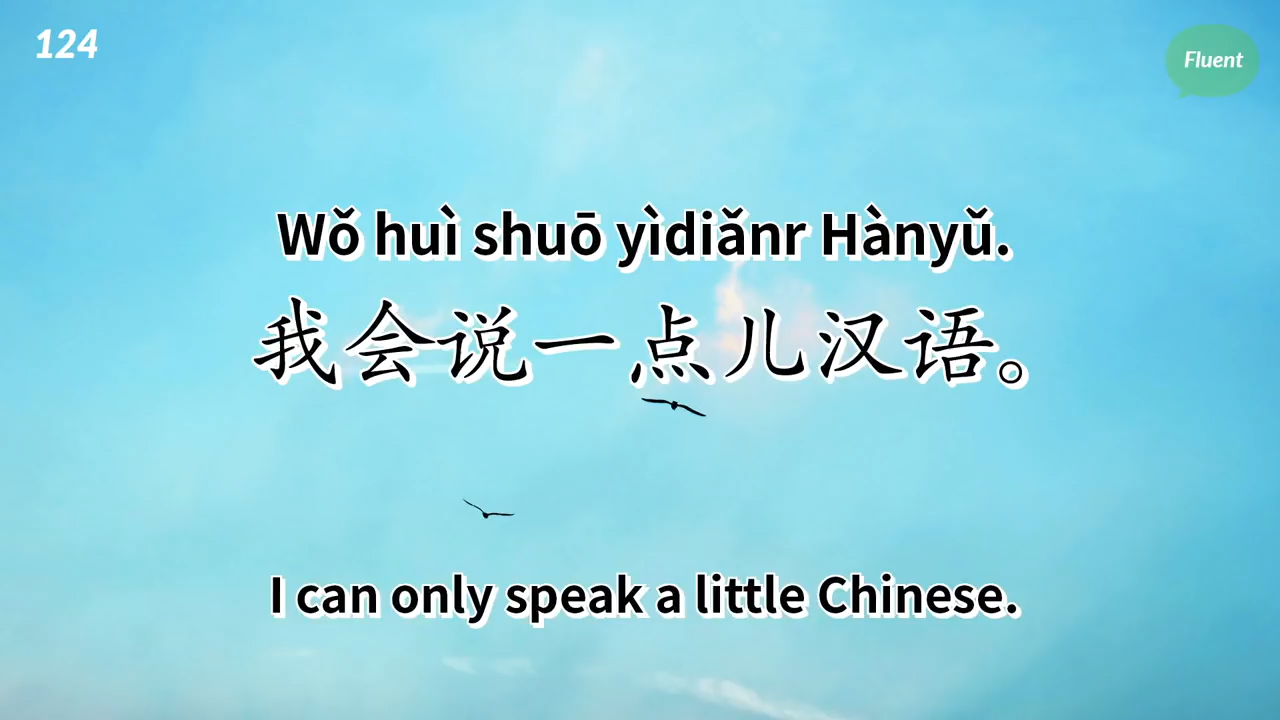 124
Fluent
Wǒ huì shuō yìdiǎnr Hànyǔ.
我会说一点儿汉语。
I can only speak a little Chinese.